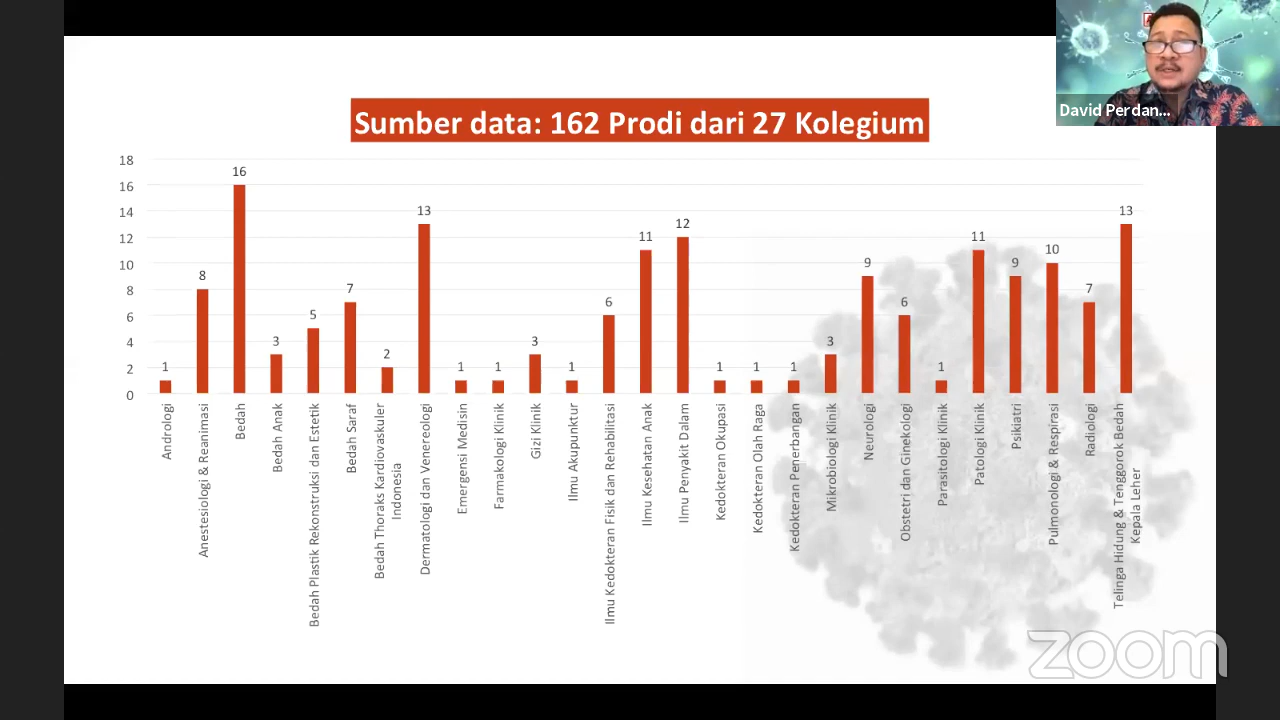 David Perdan...
Sumber data: 162 Prodi dari 27 Kolegium
18
16
14
12
10
8
6
4
2
0
1
8
16
3
5
7
2
13
1
1
3
1
6
11
12
1
1
1
3
9
6
1
11
9
10
7
13
Andrologi
Anestesiologi & Reanimasi
Bedah
Bedah Anak
Bedah Plastik Rekonstruksi dan Estetik
Bedah Saraf
Bedah Thoraks Kardiovaskuler
Indonesia
Dermatologi dan Venereologi
Emergensi Medisin
Farmakologi Klinik
Gizi Klinik
Ilmu Akupunktur
Ilmu Kedokteran Fisik dan Rehabilitasi
Ilmu Kesehatan Anak
Ilmu Penyakit Dalam
Kedokteran Okupasi
Kedokteran Olah Raga
Kedokteran Penerbangan
Mikrobiologi Klinik
Neurologi
Obstetri dan Ginekologi
Parasitologi Klinik
Patologi Klinik
Psikiatri
Pulmonologi & Respirasi
Radiologi
Telinga Hidung & Tenggorok Bedah
Kepala Leher
zoom